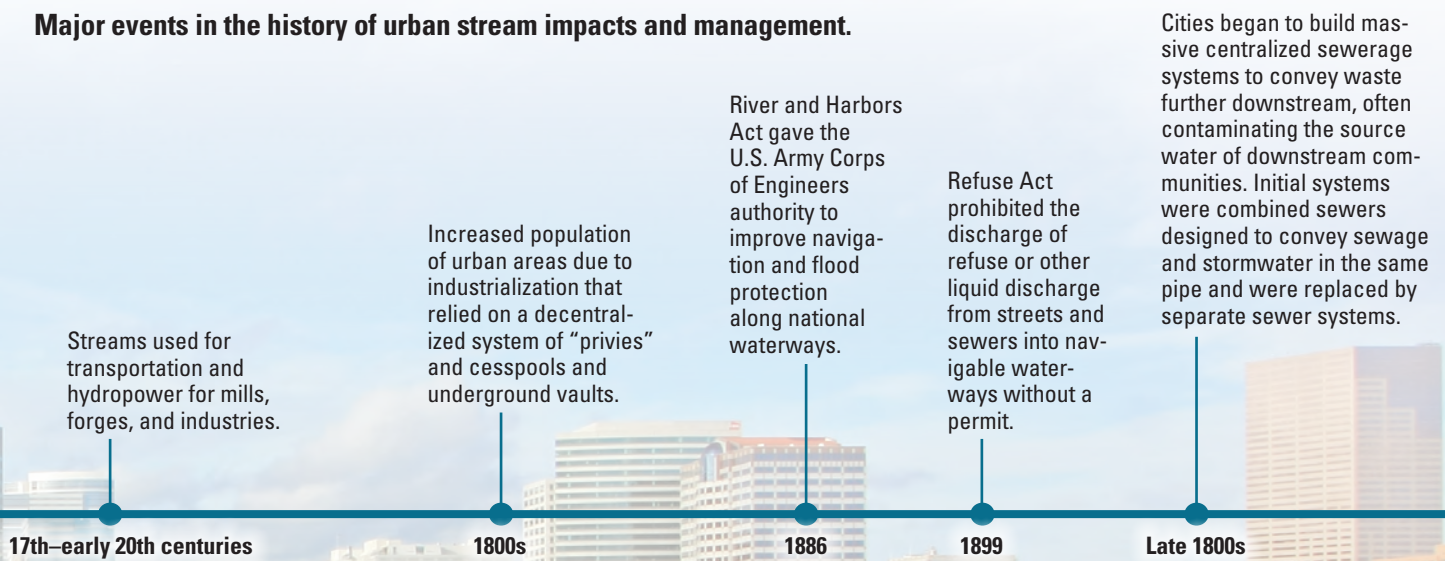 Major events in the history of urban stream impacts and management.
Streams used for
transportation and
hydropower for mills,
forges, and industries.
17th–early 20th centuries
Increased population
of urban areas due to
industrialization that
relied on a decentral-
ized system of “privies”
and cesspools and
underground vaults.
1800s
River and Harbors
Act gave the
U.S. Army Corps
of Engineers
authority to
improve naviga-
tion and flood
protection
along national
waterways.
1886
Refuse Act
prohibited the
discharge of
refuse or other
liquid discharge
from streets and
sewers into nav-
igable water-
ways without a
permit.
1899
Cities began to build mas-
sive centralized sewerage
systems to convey waste
further downstream, often
contaminating the source
water of downstream com-
munities. Initial systems
were combined sewers
designed to convey sewage
and stormwater in the same
pipe and were replaced by
separate sewer systems.
Late 1800s